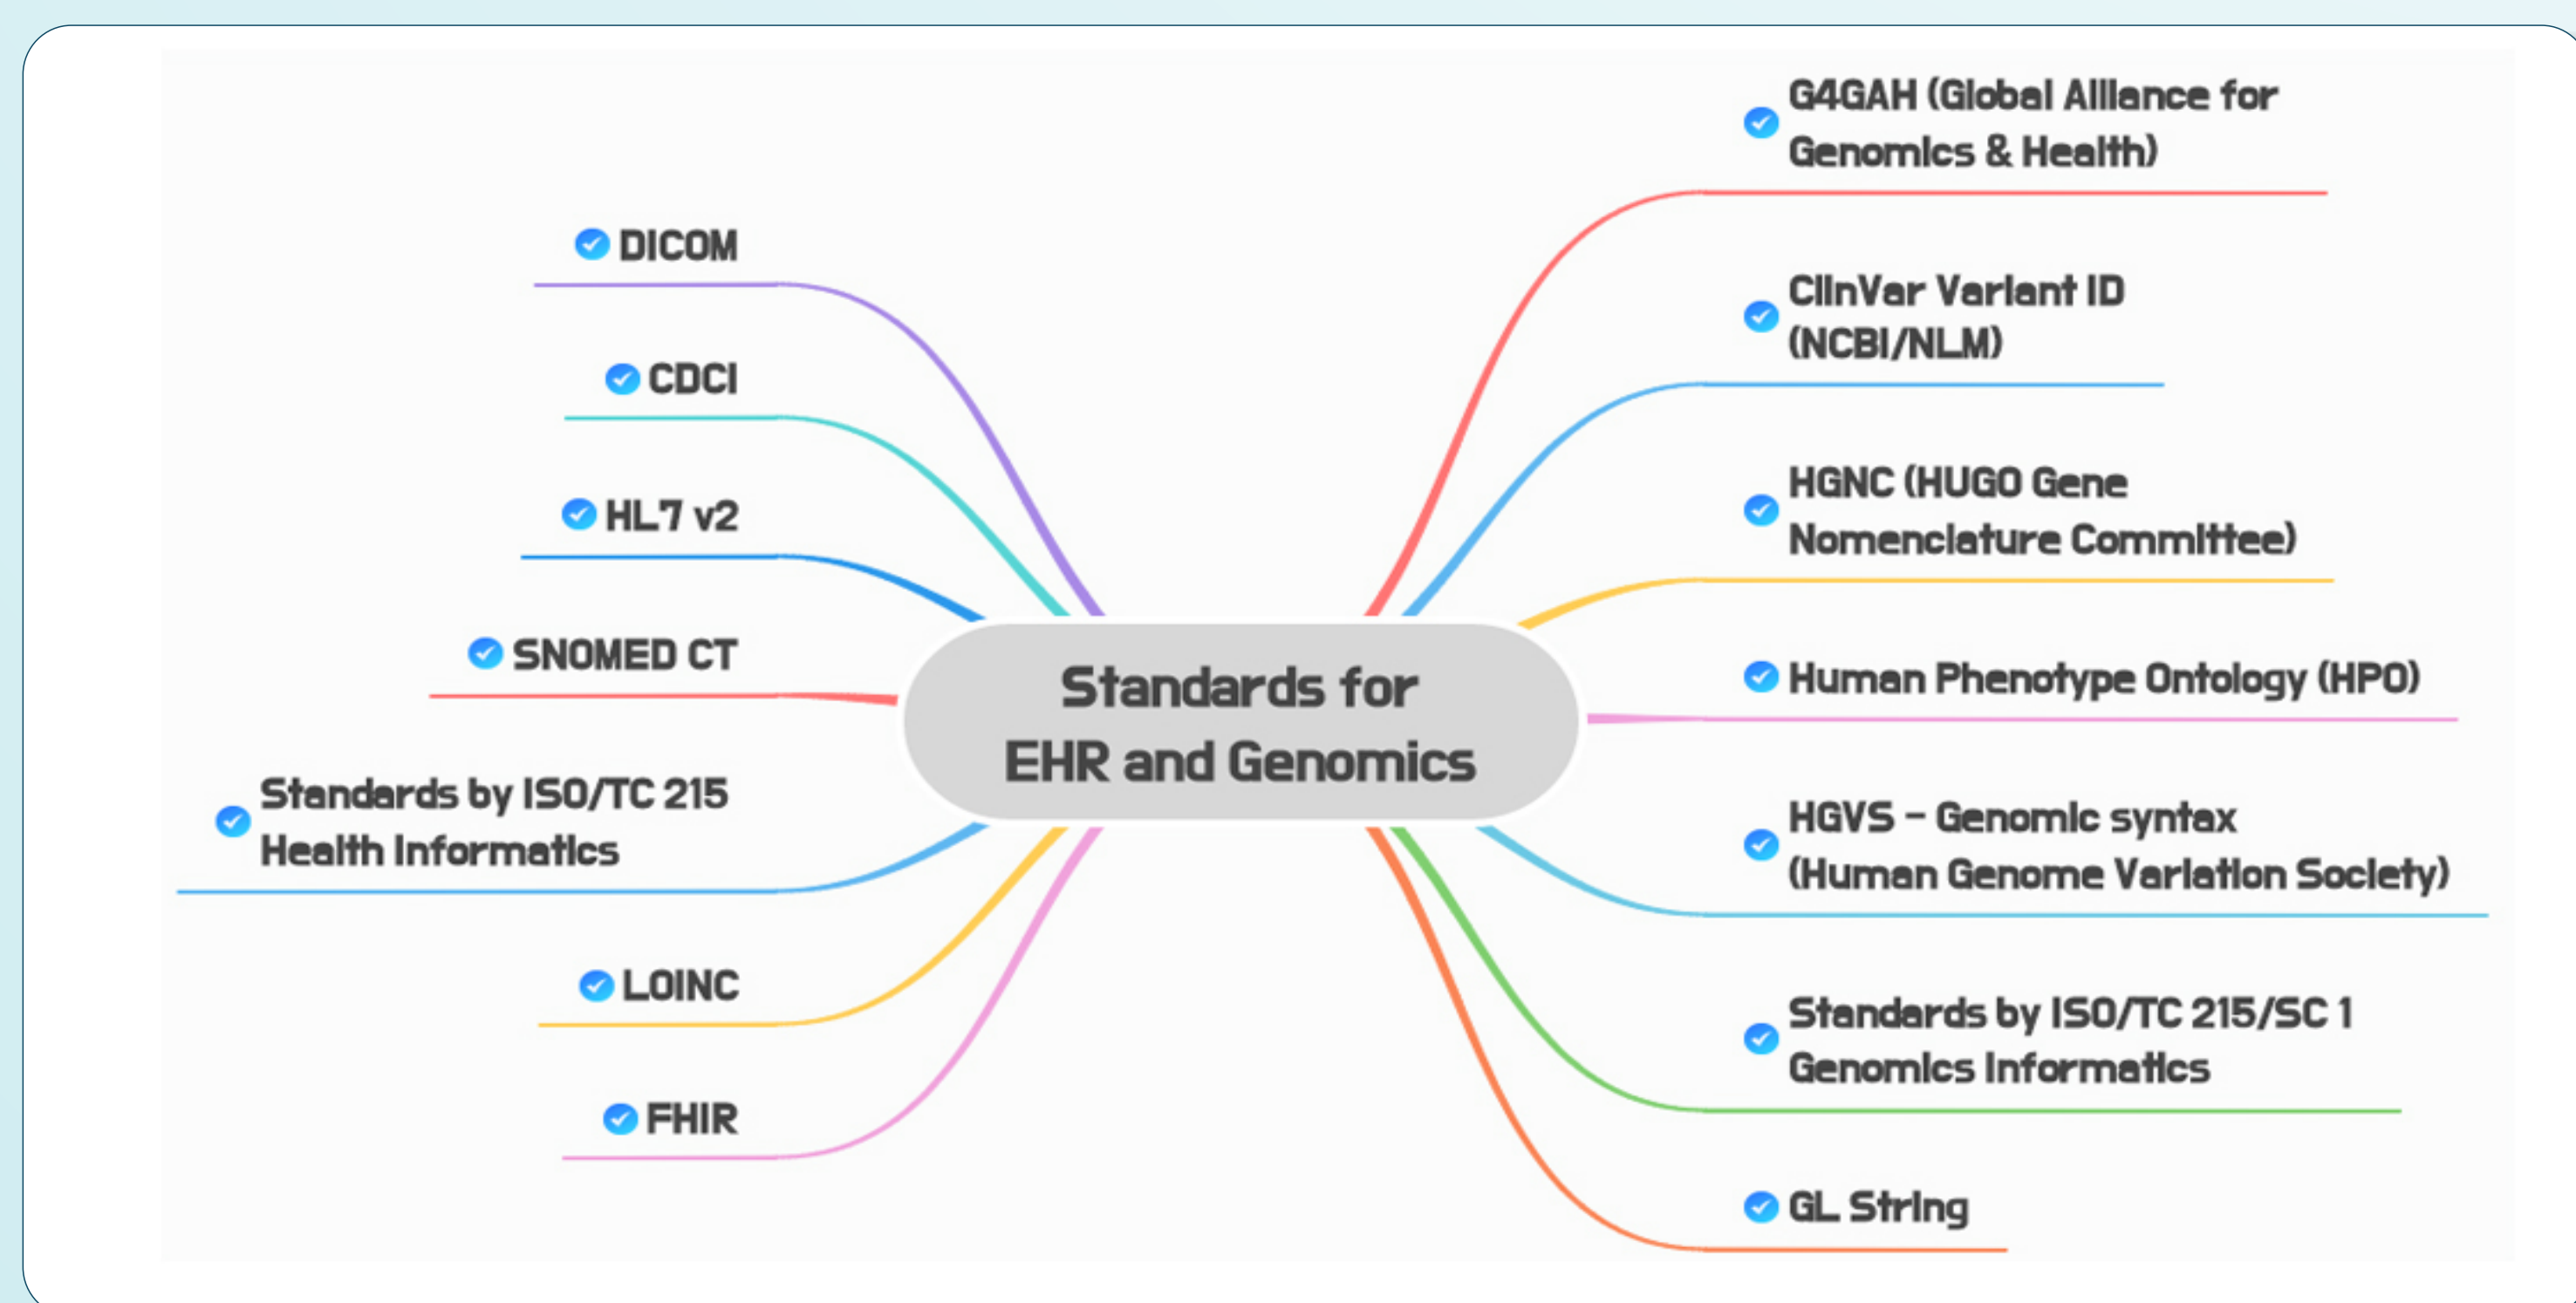 Standards for
EHR and Genomics
DICOM
CDCI
HL7 v2
SNOMED CT
Standards by ISO/TC 215
Health Informatics
LOINC
FHIR
G4GAH (Global Alliance for
Genomics & Health)
ClinVar Variant ID
(NCBI/NLM)
HGNC (HUGO Gene
Nomenclature Committee)
Human Phenotype Ontology (HPO)
HGVS - Genomic syntax
(Human Genome Variation Society)
Standards by ISO/TC 215/SC 1
Genomics Informatics
GL String